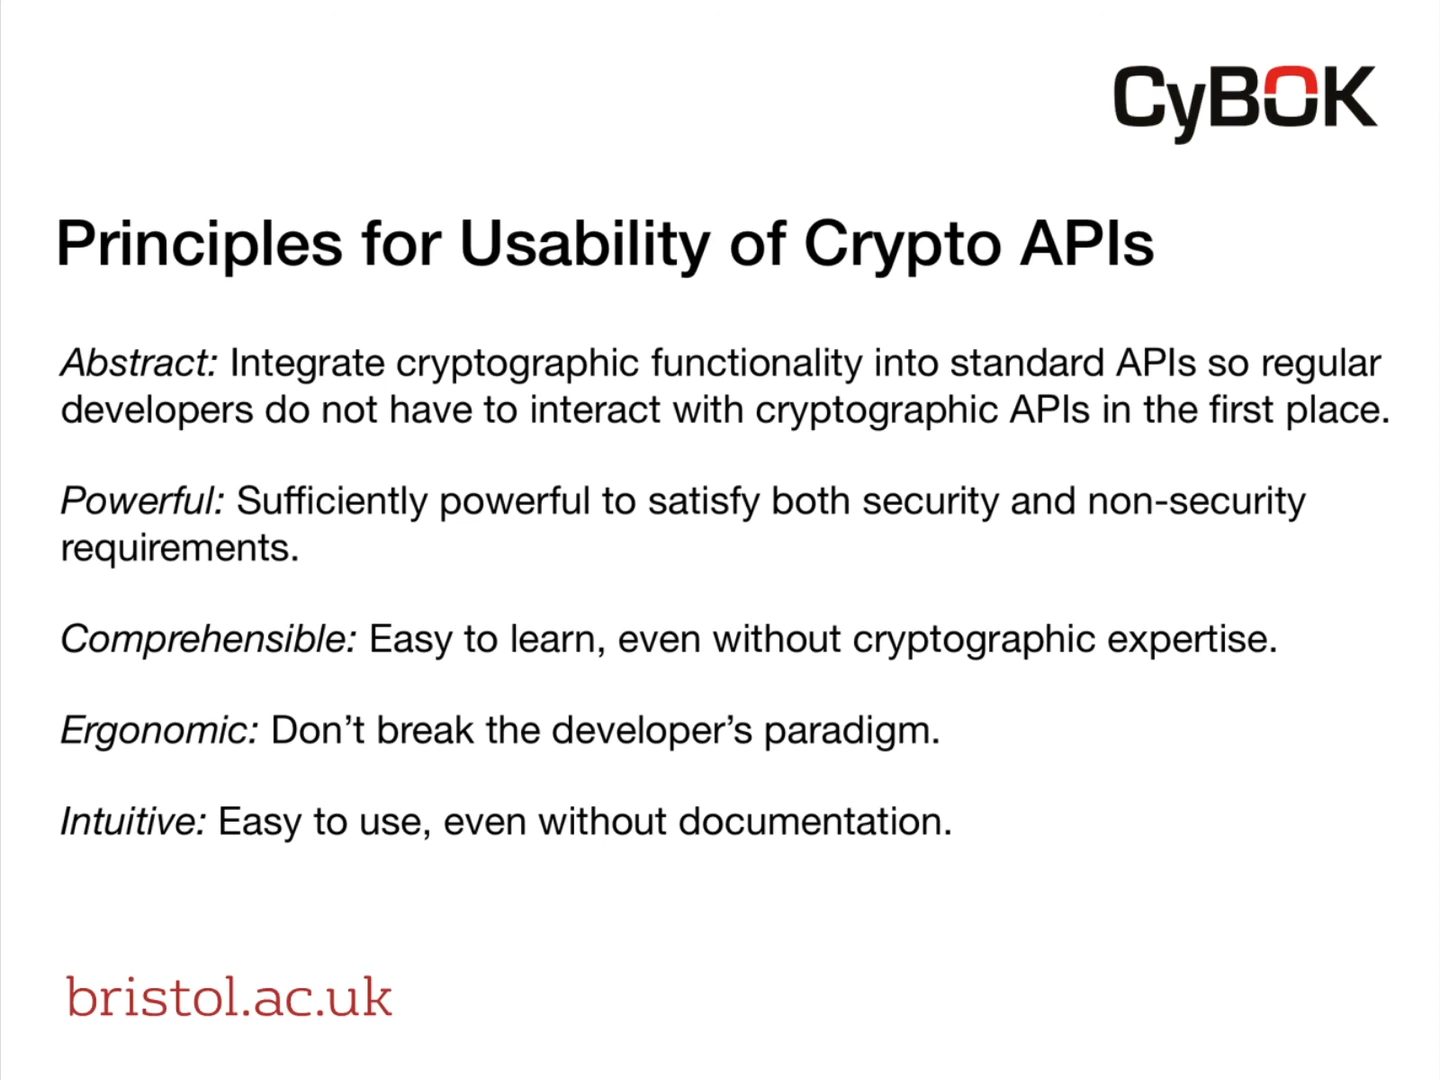 CyBOK
Principles for Usability of Crypto APIs
Abstract: Integrate cryptographic functionality into standard APIs so regular
developers do not have to interact with cryptographic APIs in the first place.
Powerful: Sufficiently powerful to satisfy both security and non-security
requirements.
Comprehensible: Easy to learn, even without cryptographic expertise.
Ergonomic: Don’t break the developer’s paradigm.
Intuitive: Easy to use, even without documentation.
bristol.ac.uk